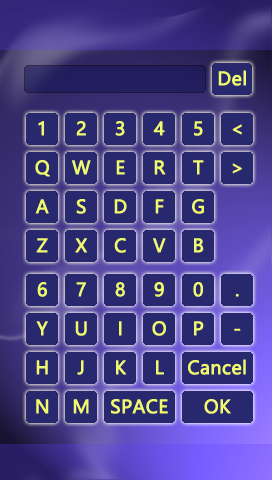 Del
1 2 3 4 5 <
Q W E R T >
A S D F G
Z X C V B
6 7 8 9 0 .
Y U I O P -
H J K L Cancel
N M SPACE OK